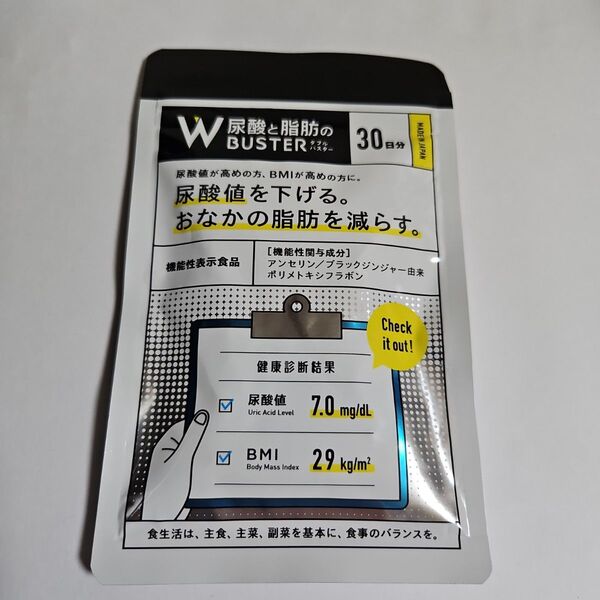 W 尿酸と脂肪の
BUSTER ダブル
バスター
30日分
MADE IN JAPAN
尿酸値が高めの方、BMIが高めの方に。
尿酸値を下げる。
おなかの脂肪を減らす。
機能性表示食品
[機能性関与成分]
アンセリン／ブラックジンジャー由来
ポリメトキシフラボン
Check
it out!
健康診断結果
尿酸値 7.0 mg/dL
Uric Acid Level
BMI 29 kg/m²
Body Mass Index
食生活は、主食、主菜、副菜を基本に、食事のバランスを。